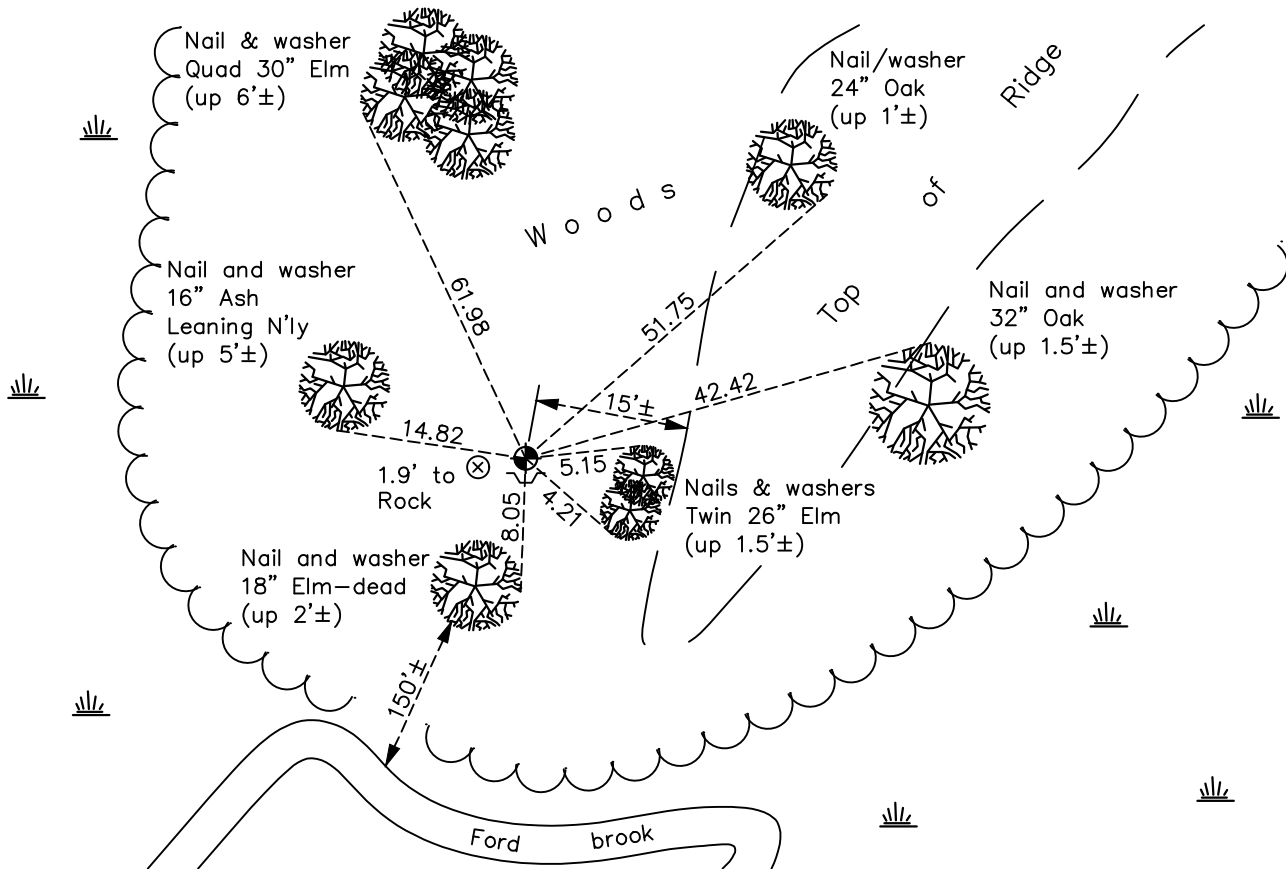 Nail & washer
Quad 30" Elm
(up 6'±)
Nail/washer
24" Oak
(up 1'±)
Ridge
of
Top
Woods
Nail and washer
16" Ash
Leaning N'ly
(up 5'±)
61.98
51.75
Nail and washer
32" Oak
(up 1.5'±)
42.42
15'±
14.82
5.15
1.9' to
Rock
4.21
8.05
Nails & washers
Twin 26" Elm
(up 1.5'±)
Nail and washer
18" Elm-dead
(up 2'±)
150'±
Ford brook